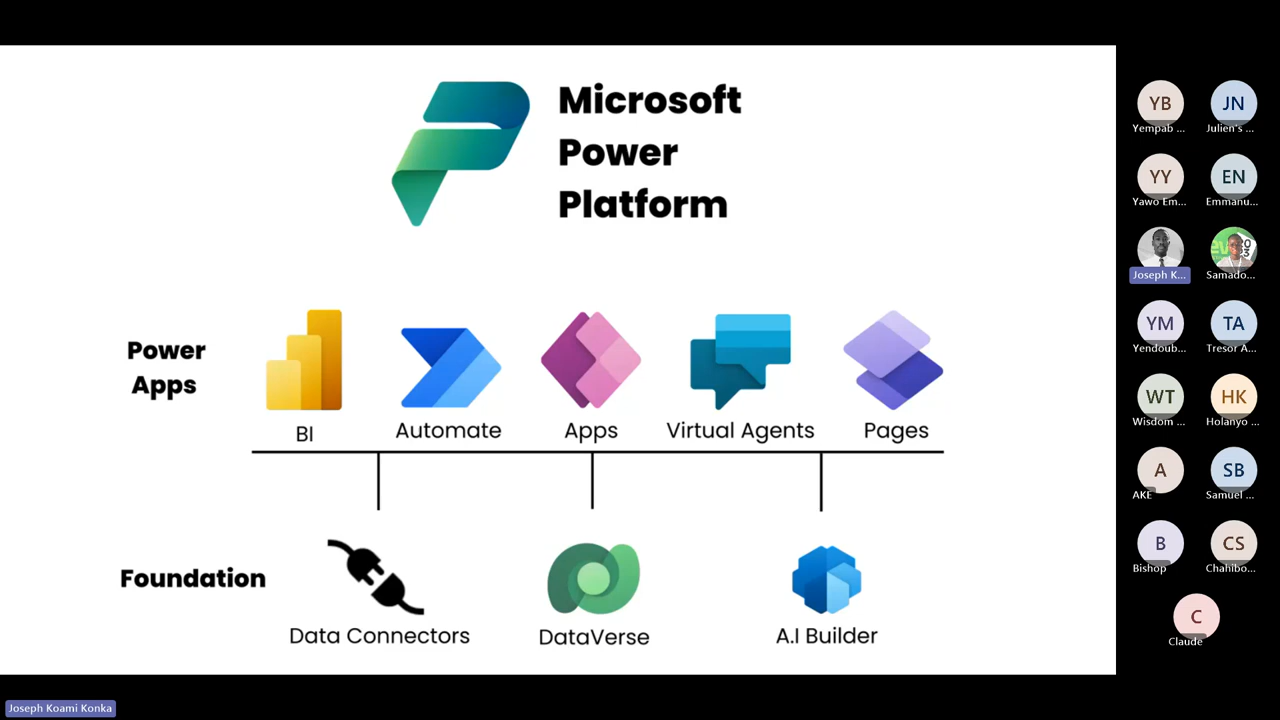 Microsoft
Power
Platform
Power
Apps
BI
Automate
Apps
Virtual Agents
Pages
Foundation
Data Connectors
DataVerse
A.I Builder
YB
Yempab ...
JN
Julien's ...
YY
Yawo Em...
EN
Emmanu...
Joseph K...
Samado...
YM
Yendoub...
TA
Tresor A...
WT
Wisdom ...
HK
Holanyo ...
A
AKE
SB
Samuel ...
B
Bishop
CS
Chahibo...
C
Claude
Joseph Koami Konka